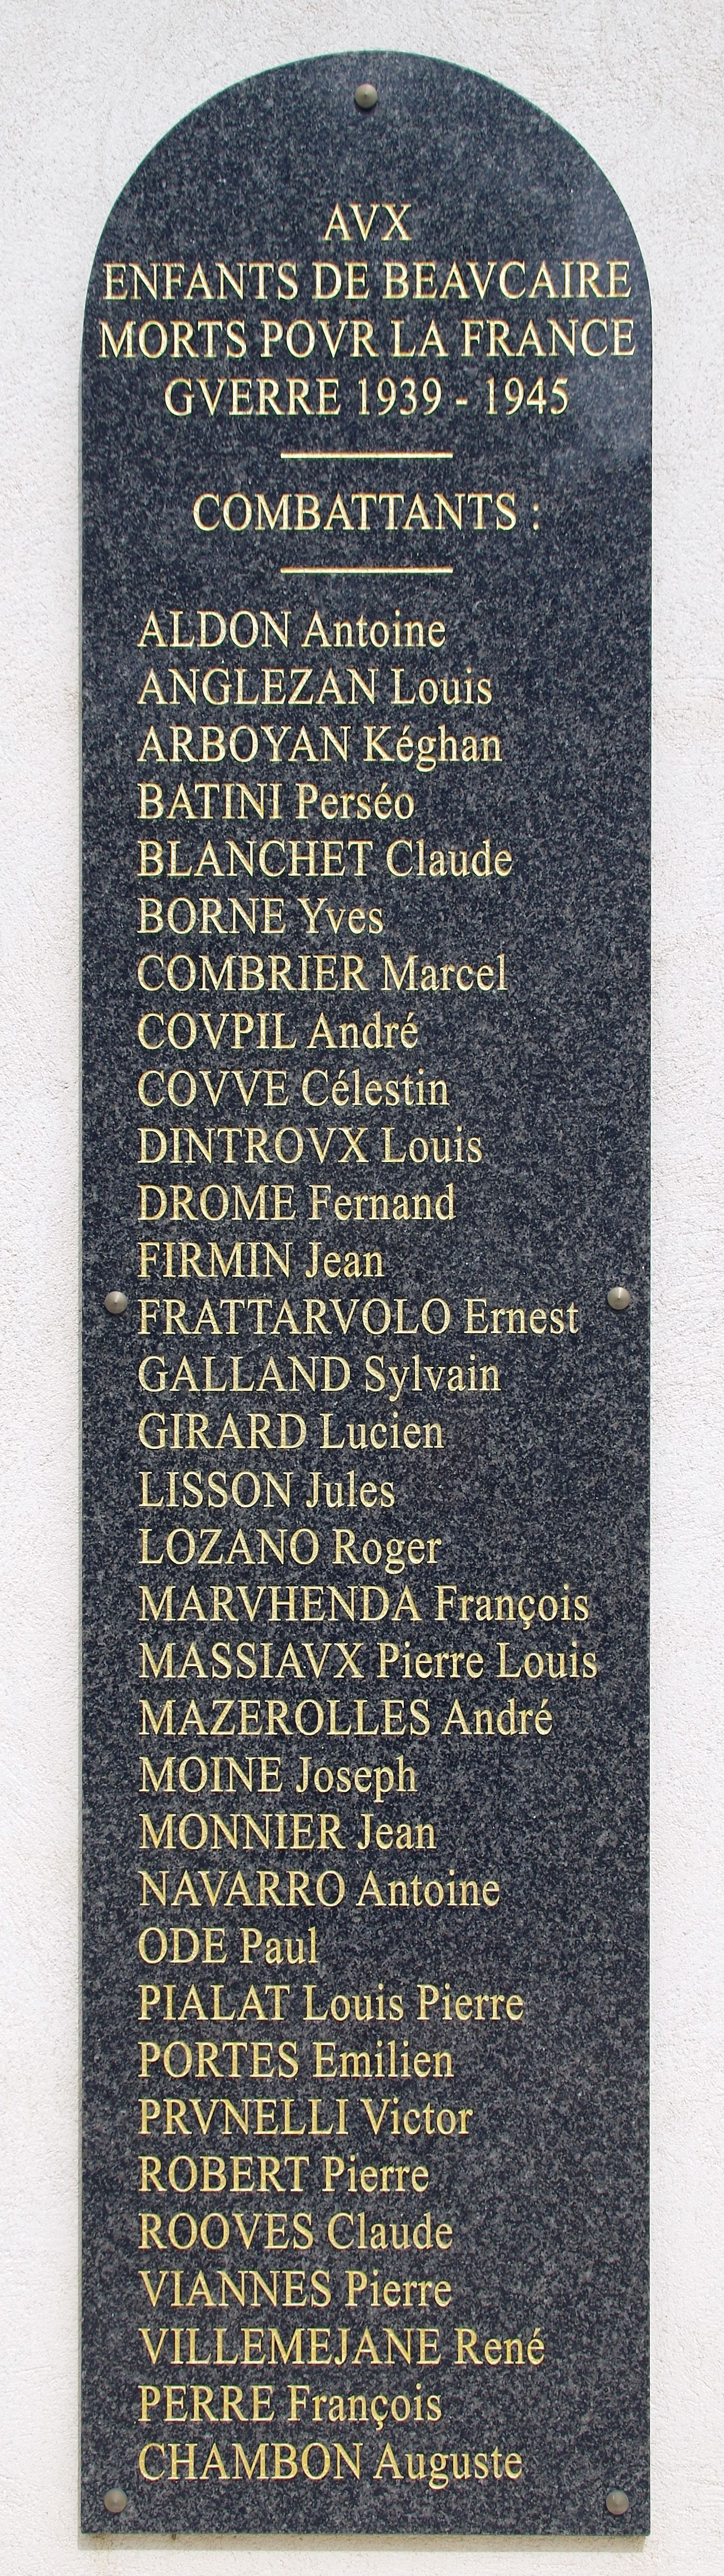 AVX
ENFANTS DE BEAVCAIRE
MORTS POVR LA FRANCE
GVERRE 1939 - 1945
COMBATTANTS :
ALDON Antoine
ANGLEZAN Louis
ARBOYAN Kéghan
BATINI Perséo
BLANCHET Claude
BORNE Yves
COMBRIER Marcel
COVPIL André
COVVE Célestin
DINTROVX Louis
DROME Fernand
FIRMIN Jean
FRATTARVOLO Ernest
GALLAND Sylvain
GIRARD Lucien
LISSON Jules
LOZANO Roger
MARVHENDA François
MASSIAVX Pierre Louis
MAZEROLLES André
MOINE Joseph
MONNIER Jean
NAVARRO Antoine
ODE Paul
PIALAT Louis Pierre
PORTES Emilien
PRVNELLI Victor
ROBERT Pierre
ROOVES Claude
VIANNES Pierre
VILLEMEJANE René
PERRE François
CHAMBON Auguste